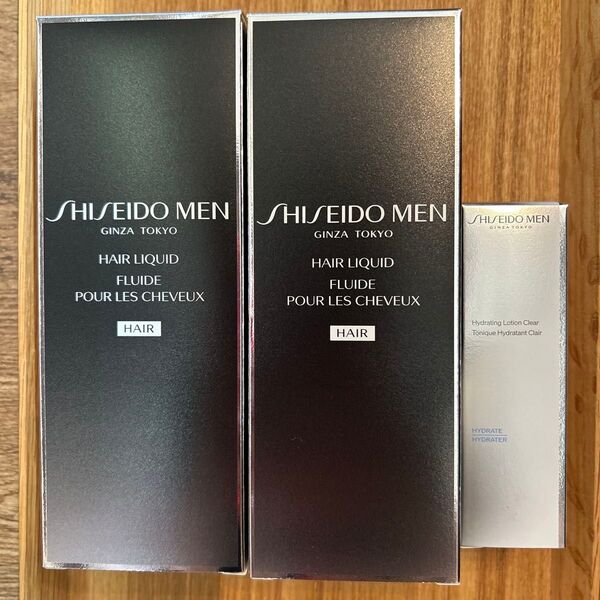 SHISEIDO MEN
GINZA TOKYO
HAIR LIQUID
FLUIDE
POUR LES CHEVEUX
HAIR
SHISEIDO MEN
GINZA TOKYO
HAIR LIQUID
FLUIDE
POUR LES CHEVEUX
HAIR
SHISEIDO MEN
GINZA TOKYO
Hydrating Lotion Clear
Tonique Hydratant Clair
HYDRATE
HYDRATER